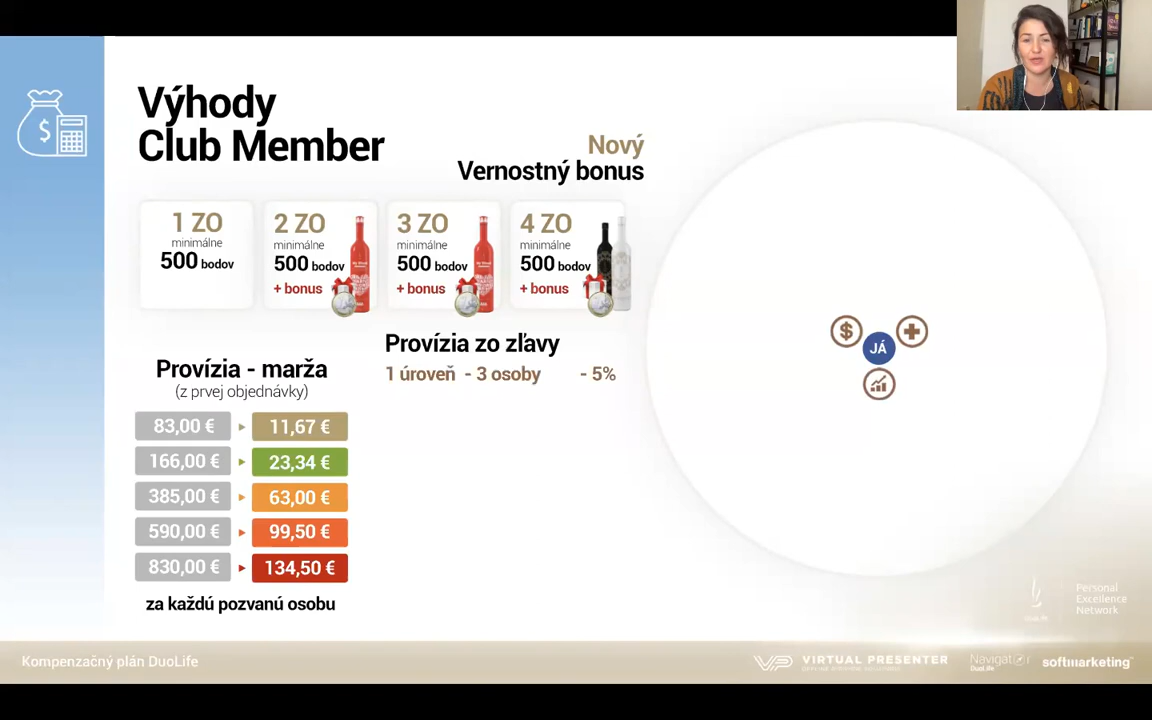 Výhody
Club Member
Nový
Vernostný bonus
1 ZO
minimálne
500 bodov
2 ZO
minimálne
500 bodov
+ bonus
3 ZO
minimálne
500 bodov
+ bonus
4 ZO
minimálne
500 bodov
+ bonus
Provízia - marža
(z prvej objednávky)
83,00 € 11,67 €
166,00 € 23,34 €
385,00 € 63,00 €
590,00 € 99,50 €
830,00 € 134,50 €
za každú pozvanú osobu
Provízia zo zľavy
1 úroveň - 3 osoby - 5%
$
$
JÁ
Personal
Excellence
Network
DuoLife
Kompenzačný plán DuoLife
VP VIRTUAL PRESENTER
Navigator
DuoLife
softmarketing